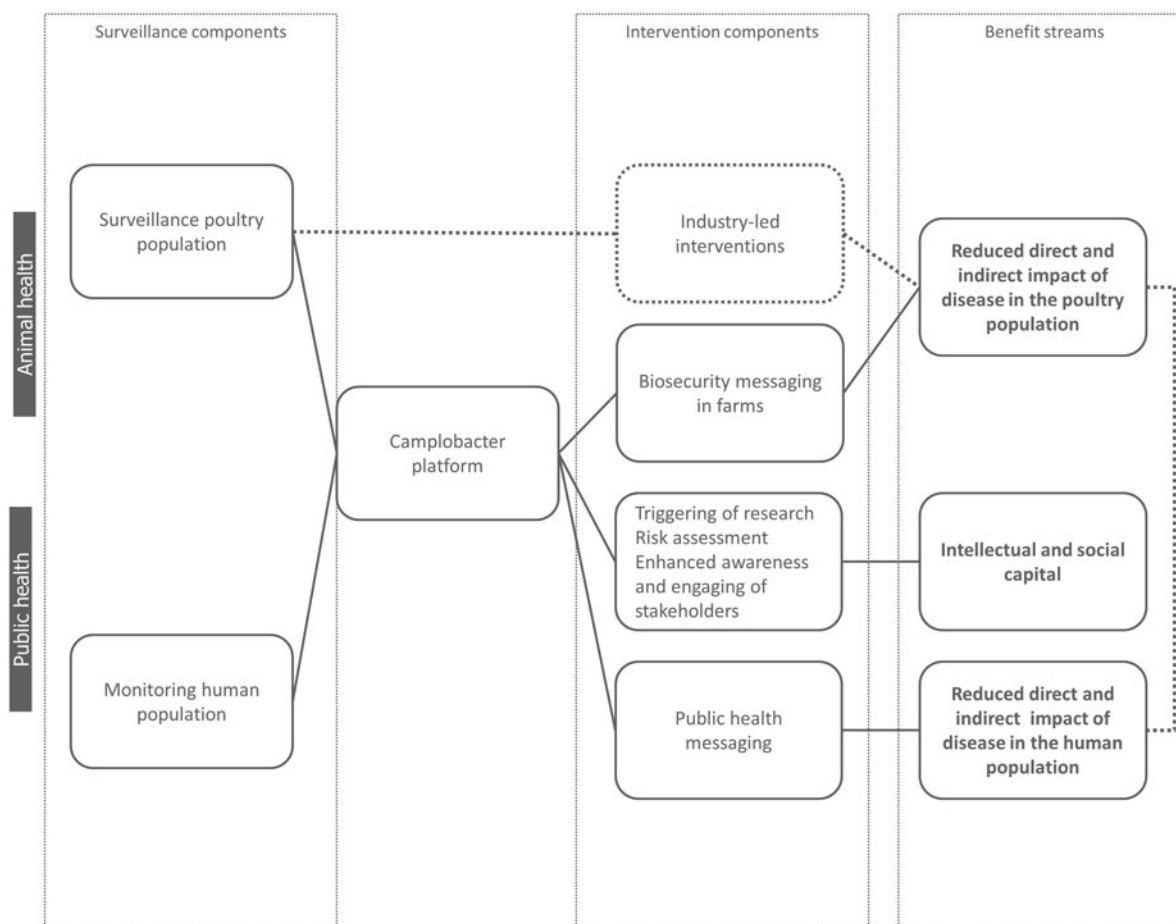 Surveillance components
Intervention components
Benefit streams
Animal health
Public health
Surveillance poultry
population
Monitoring human
population
Camplobacter
platform
Industry-led
interventions
Biosecurity messaging
in farms
Triggering of research
Risk assessment
Enhanced awareness
and engaging of
stakeholders
Public health
messaging
Reduced direct and
indirect impact of
disease in the poultry
population
Intellectual and social
capital
Reduced direct and
indirect impact of
disease in the human
population